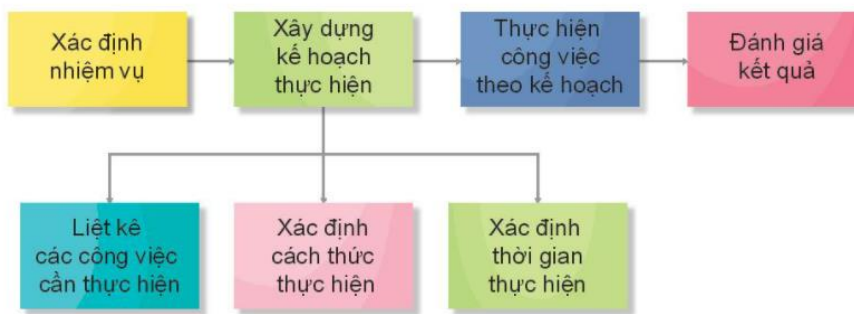 Xác định
nhiệm vụ
Xây dựng
kế hoạch
thực hiện
Thực hiện
công việc
theo kế hoạch
Đánh giá
kết quả
Liệt kê
các công việc
cần thực hiện
Xác định
cách thức
thực hiện
Xác định
thời gian
thực hiện